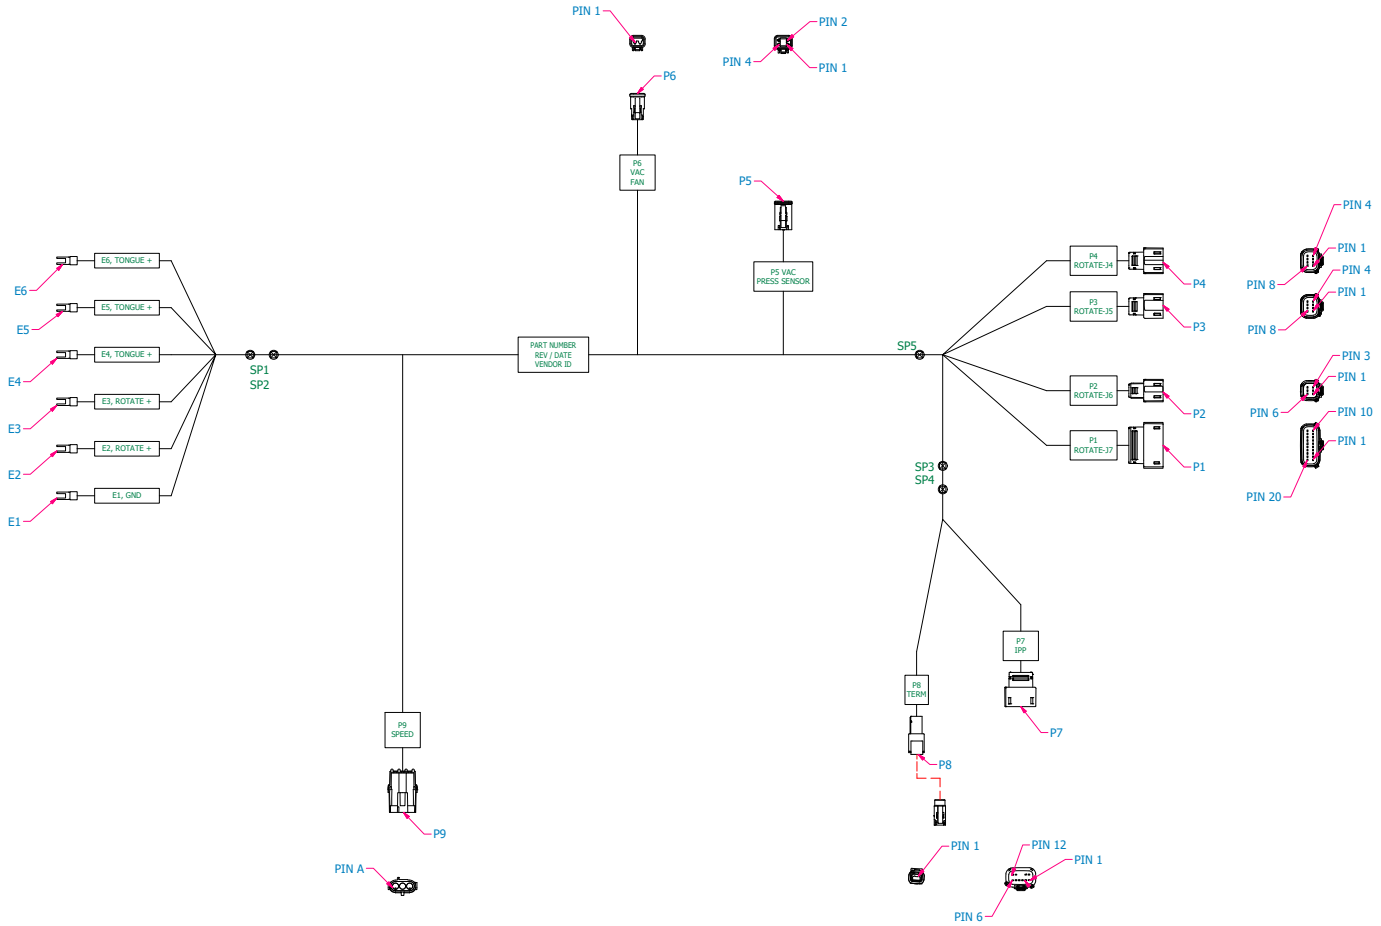 PIN 1
PIN 2
PIN 4
PIN 1
P6
P6
VAC
FAN
P5
P5 VAC
PRESS SENSOR
E6, TONGUE +
E6
E5, TONGUE +
E5
E4, TONGUE +
E4
E3, ROTATE +
E3
E2, ROTATE +
E2
E1, GND
E1
SP1
SP2
PART NUMBER
REV / DATE
VENDOR ID
SP5
P4
ROTATE-J4
P4
P3
ROTATE-J5
P3
P2
ROTATE-J6
P2
P1
ROTATE-J7
P1
PIN 4
PIN 1
PIN 8
PIN 4
PIN 1
PIN 8
PIN 3
PIN 1
PIN 6
PIN 10
PIN 1
PIN 20
SP3
SP4
P7
IPP
P7
P8
TERM
P8
P9
SPEED
P9
PIN A
PIN 1
PIN 12
PIN 1
PIN 6